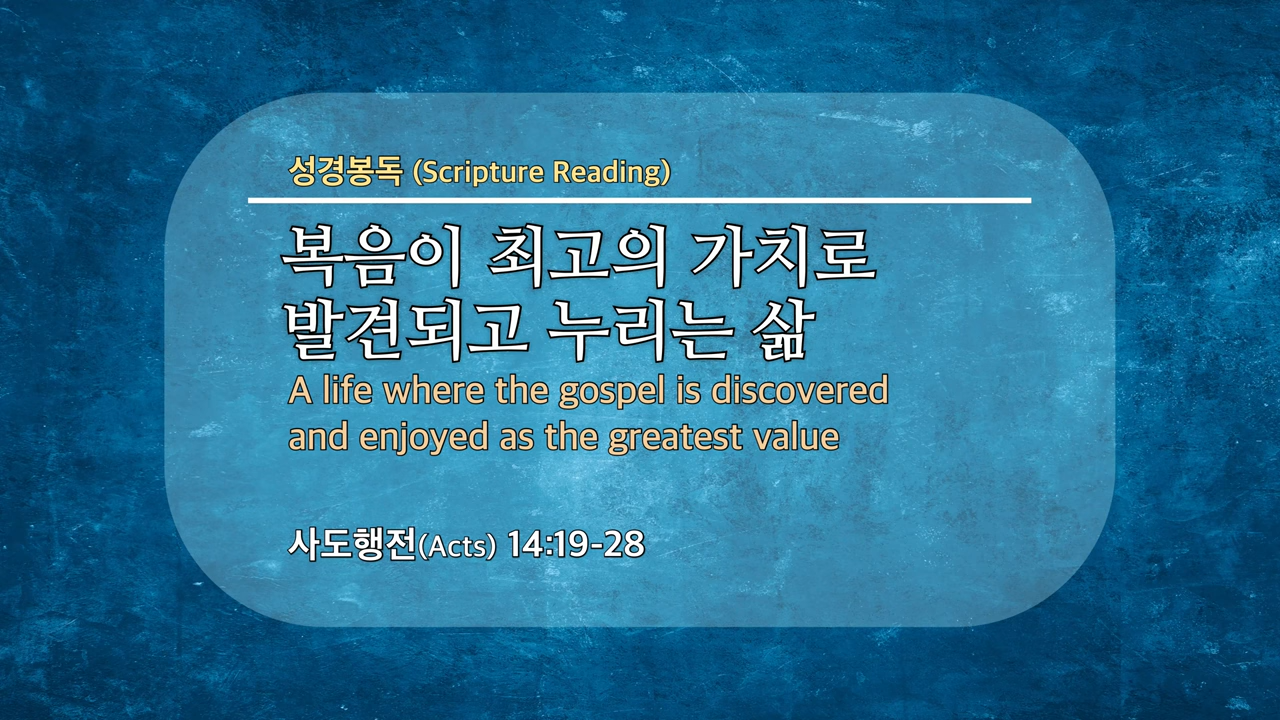 성경봉독 (Scripture Reading)
복음이 최고의 가치로
발견되고 누리는 삶
A life where the gospel is discovered
and enjoyed as the greatest value
사도행전(Acts) 14:19-28